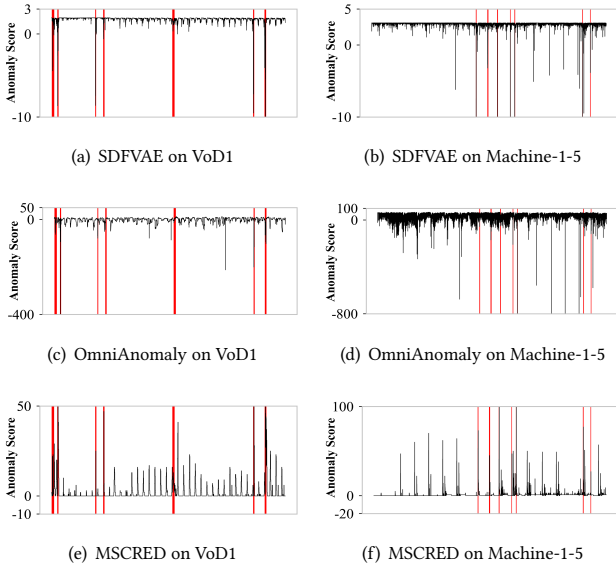 3
0
-10
Anomaly Score
(a) SDFVAE on VoD1
5
0
-10
Anomaly Score
(b) SDFVAE on Machine-1-5
50
0
-400
Anomaly Score
(c) OmniAnomaly on VoD1
100
0
-800
Anomaly Score
(d) OmniAnomaly on Machine-1-5
50
0
-10
Anomaly Score
(e) MSCRED on VoD1
100
0
-20
Anomaly Score
(f) MSCRED on Machine-1-5